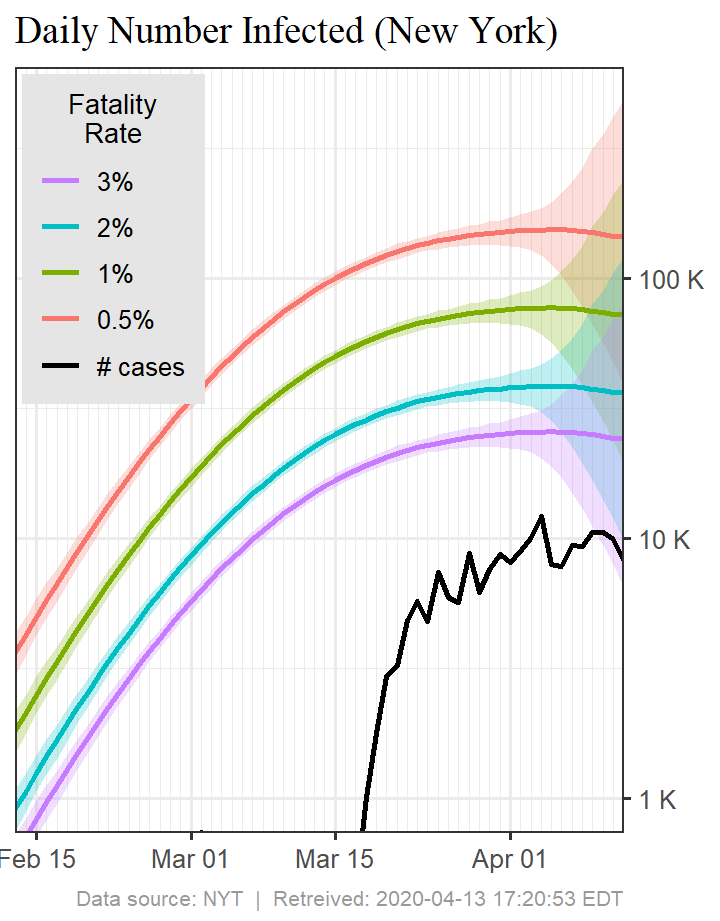 Daily Number Infected (New York)
Fatality
Rate
3%
2%
1%
0.5%
# cases
100 K
10 K
1 K
Feb 15 Mar 01 Mar 15 Apr 01
Data source: NYT | Retreived: 2020-04-13 17:20:53 EDT